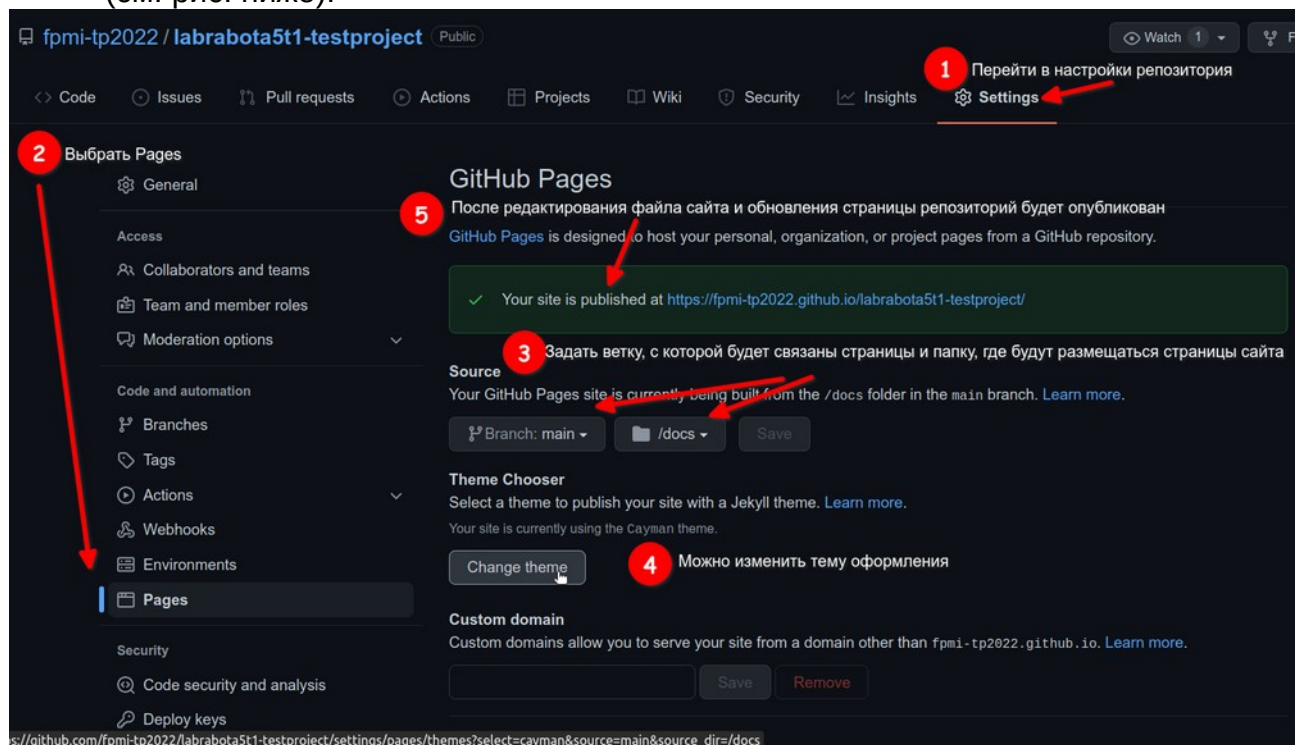 (см. рис. ниже).
fpmi-tp2022 / labrabota5t1-testproject Public
Watch 1
F
1 Перейти в настройки репозитория
Code Issues Pull requests Actions Projects Wiki Security Insights Settings
2 Выбрать Pages
General
Access
Collaborators and teams
Team and member roles
Moderation options
Code and automation
Branches
Tags
Actions
Webhooks
Environments
Pages
Security
Code security and analysis
Deploy keys
GitHub Pages
5 После редактирования файла сайта и обновления страницы репозиторий будет опубликован
GitHub Pages is designed to host your personal, organization, or project pages from a GitHub repository.
Your site is published at https://fpmi-tp2022.github.io/labrabota5t1-testproject/
3 Задать ветку, с которой будет связаны страницы и папку, где будут размещаться страницы сайта
Source
Your GitHub Pages site is currently being built from the /docs folder in the main branch. Learn more.
Branch: main /docs Save
Theme Chooser
Select a theme to publish your site with a Jekyll theme. Learn more.
Your site is currently using the Cayman theme.
Change theme
4 Можно изменить тему оформления
Custom domain
Custom domains allow you to serve your site from a domain other than fpmi-tp2022.github.io. Learn more.
Save Remove
s://github.com/fpmi-tp2022/labrabota5t1-testproject/settings/pages/themes?select=cayman&source=main&source_dir=/docs